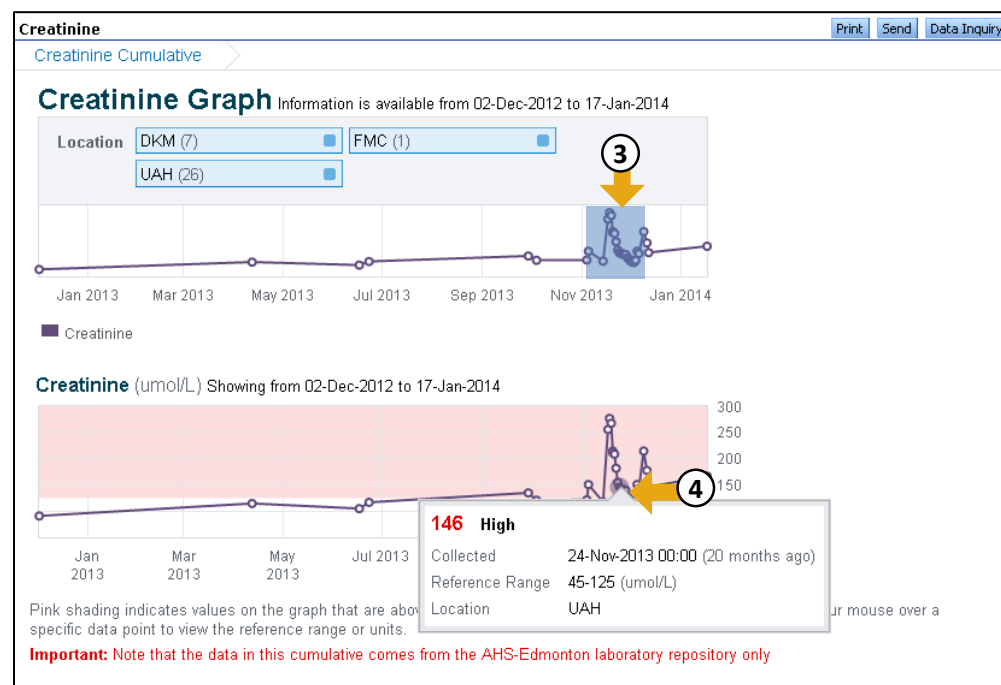 Creatinine
Print Send Data Inquiry
Creatinine Cumulative
Creatinine Graph Information is available from 02-Dec-2012 to 17-Jan-2014
Location DKM (7) FMC (1)
UAH (26)
3
Jan 2013 Mar 2013 May 2013 Jul 2013 Sep 2013 Nov 2013 Jan 2014
Creatinine
Creatinine (umol/L) Showing from 02-Dec-2012 to 17-Jan-2014
300
250
200
150
4
146 High
Collected 24-Nov-2013 00:00 (20 months ago)
Reference Range 45-125 (umol/L)
Location UAH
Jan 2013 Mar 2013 May 2013 Jul 2013
Pink shading indicates values on the graph that are abov ur mouse over a
specific data point to view the reference range or units.
Important: Note that the data in this cumulative comes from the AHS-Edmonton laboratory repository only